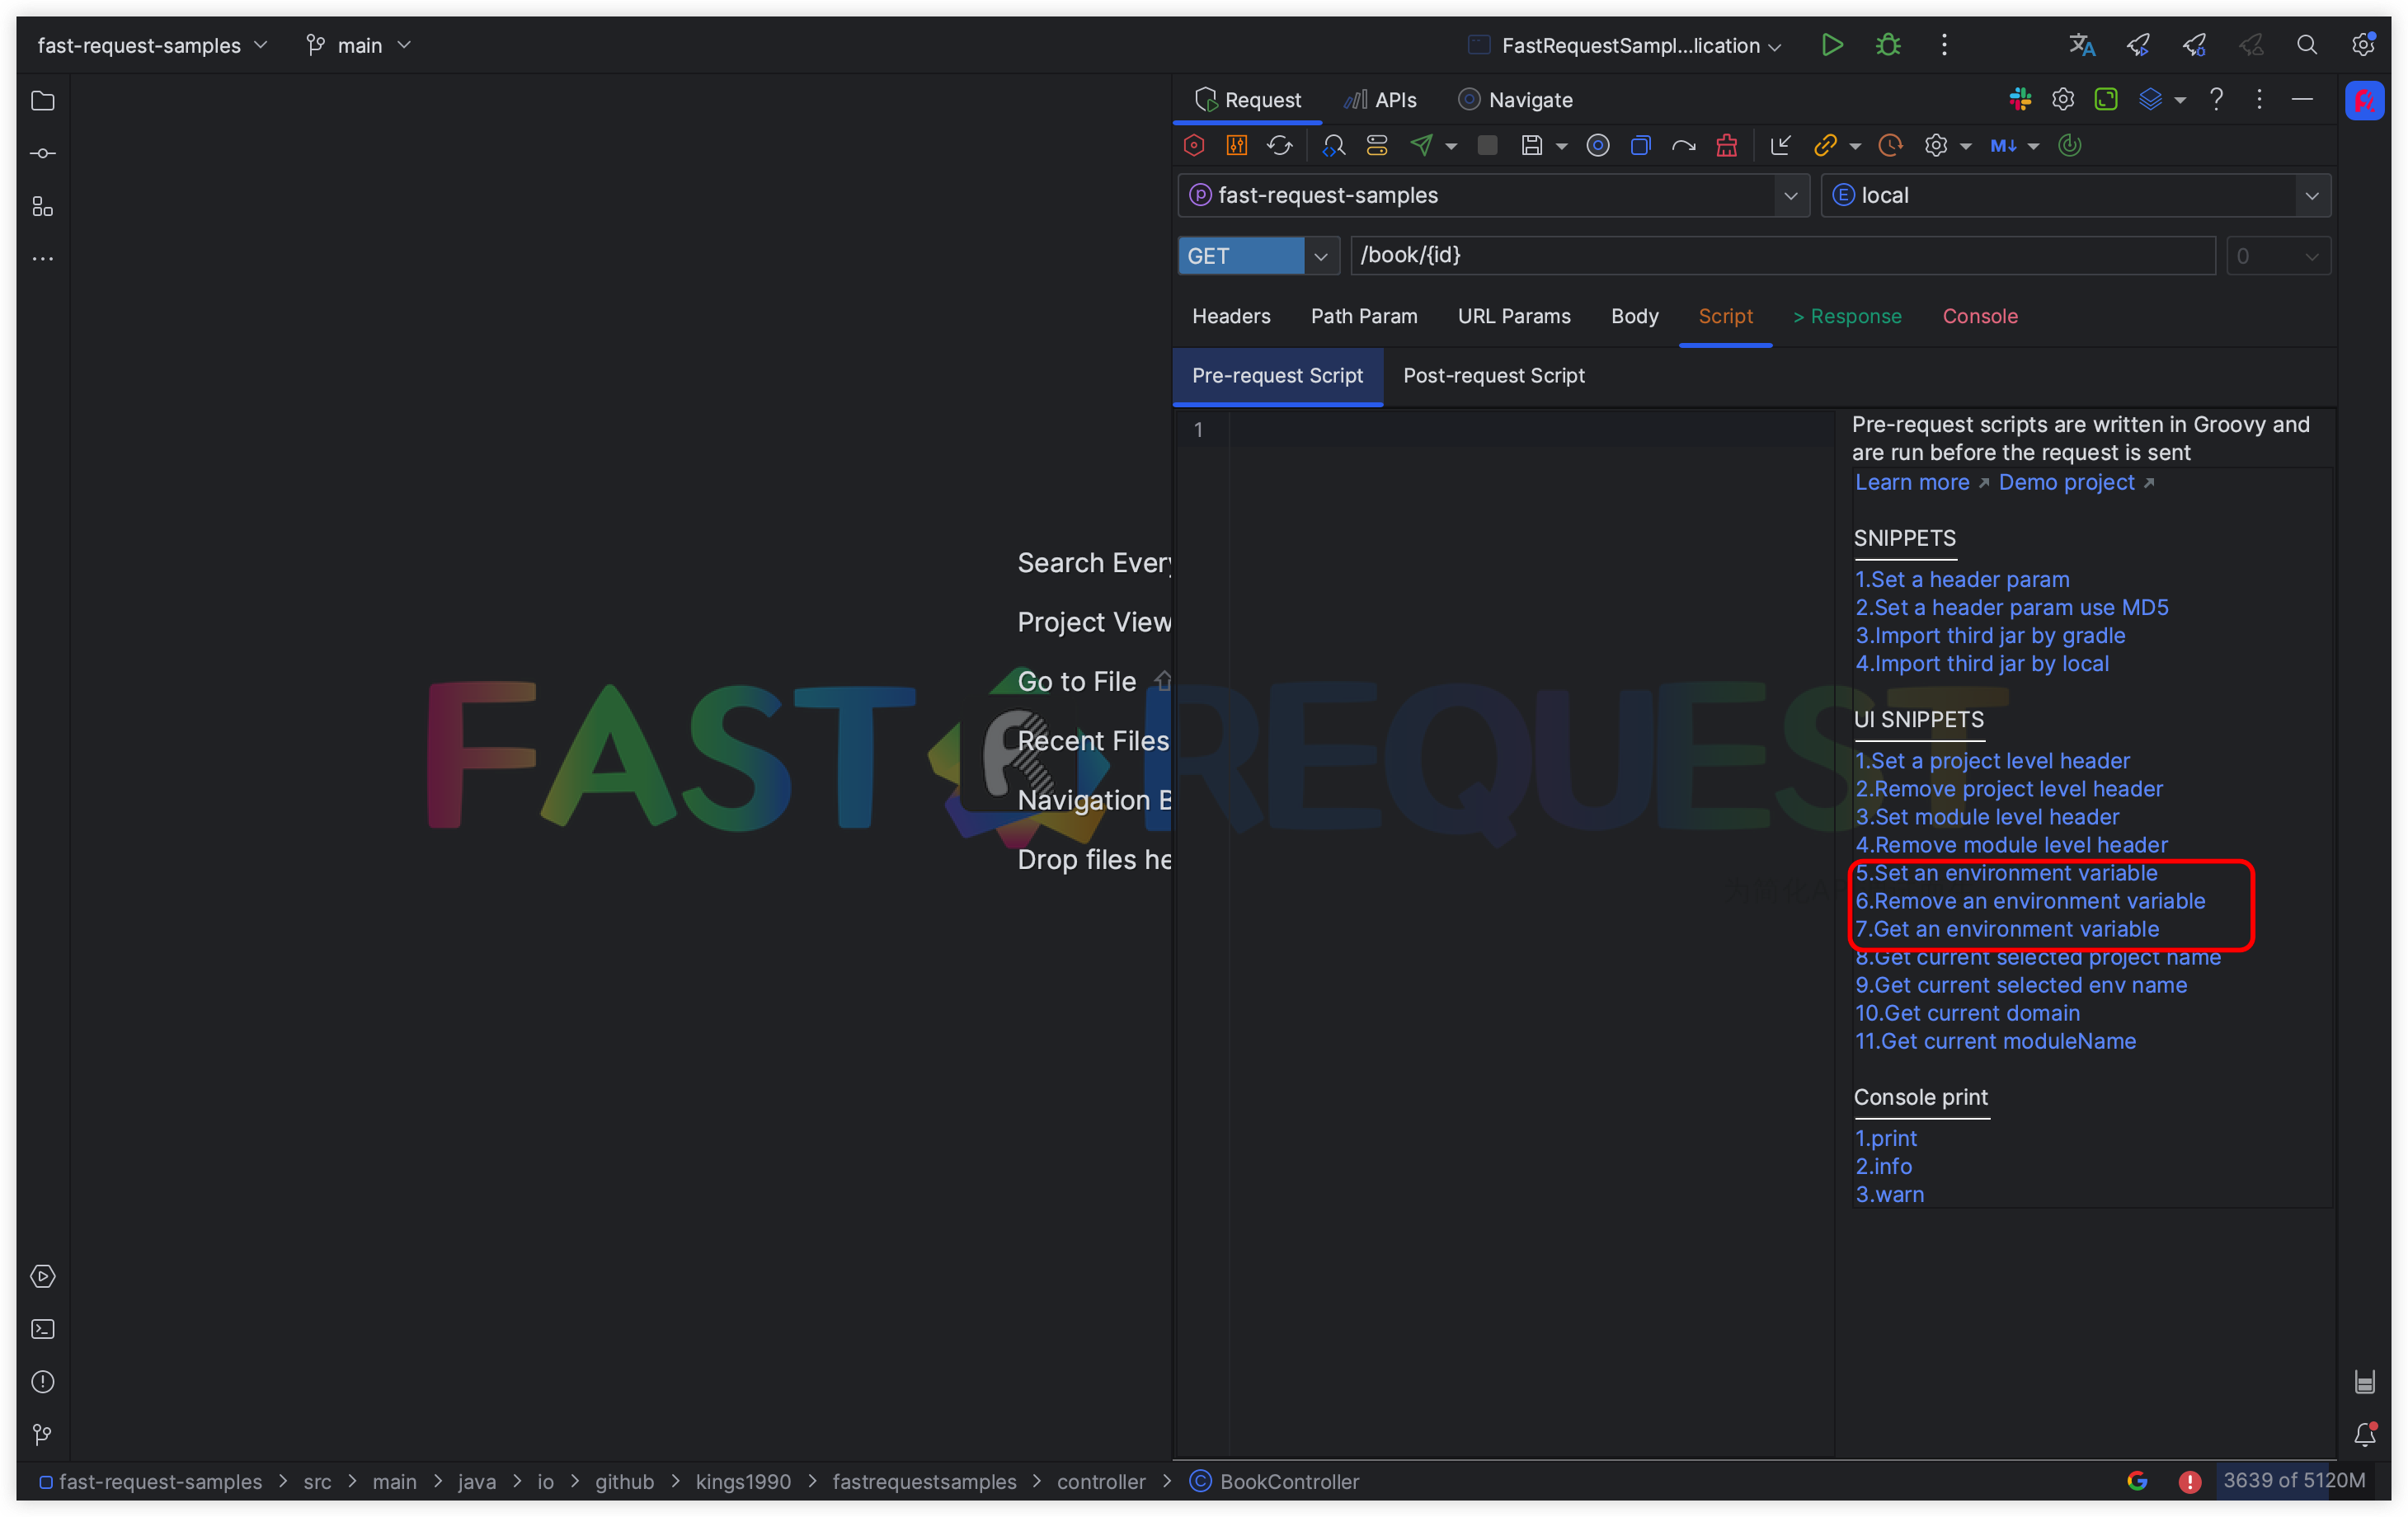 fast-request-samples
main
FastRequestSampl...lication
Request
APIs
Navigate
M↓
fast-request-samples
E local
GET
/book/{id}
0
Headers
Path Param
URL Params
Body
Script
> Response
Console
Pre-request Script
Post-request Script
1
Pre-request scripts are written in Groovy and
are run before the request is sent
Learn more ↗ Demo project ↗
SNIPPETS
1.Set a header param
2.Set a header param use MD5
3.Import third jar by gradle
4.Import third jar by local
UI SNIPPETS
1.Set a project level header
2.Remove project level header
3.Set module level header
4.Remove module level header
5.Set an environment variable
6.Remove an environment variable
7.Get an environment variable
8.Get current selected project name
9.Get current selected env name
10.Get current domain
11.Get current moduleName
Console print
1.print
2.info
3.warn
Search Every
Project View
Go to File
Recent Files
Navigation B
Drop files he
FAST REQUEST
fast-request-samples > src > main > java > io > github > kings1990 > fastrequestsamples > controller > BookController
3639 of 5120M